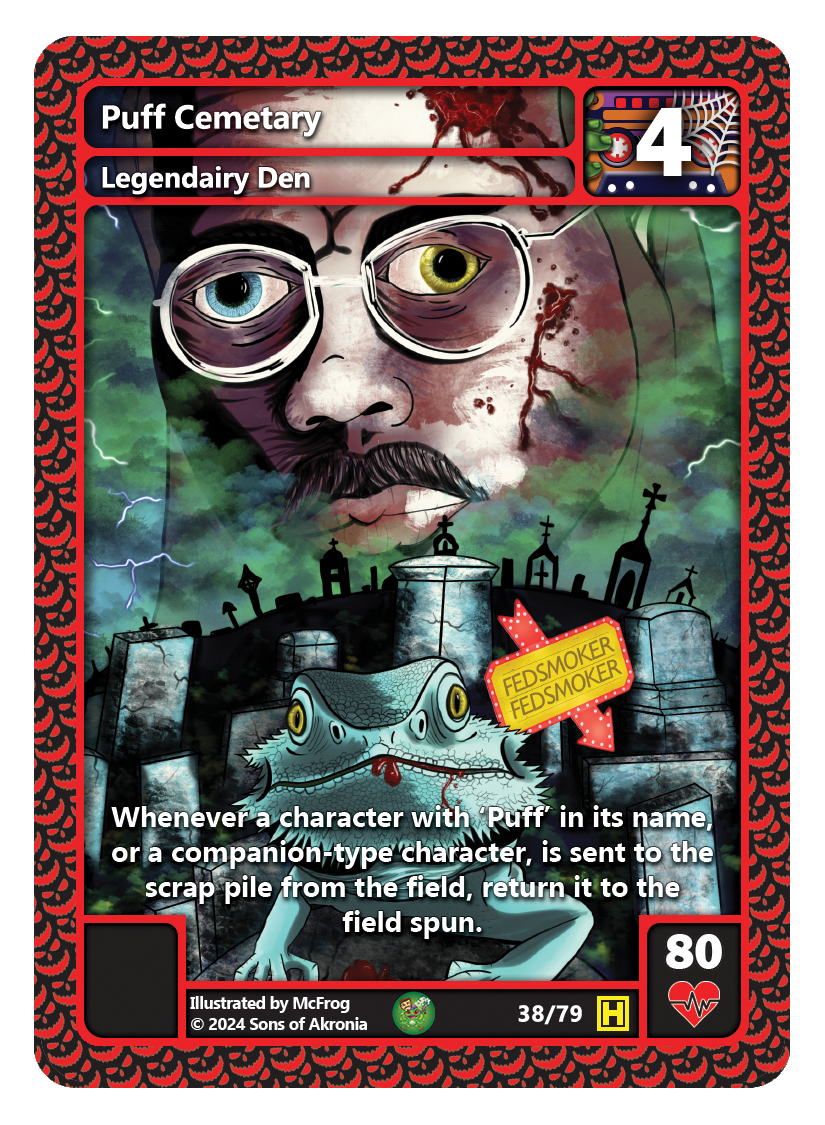 Puff Cemetary
4
Legendairy Den
FEDSMOKER
FEDSMOKER
Whenever a character with ‘Puff’ in its name,
or a companion-type character, is sent to the
scrap pile from the field, return it to the
field spun.
80
Illustrated by McFrog
© 2024 Sons of Akronia
38/79
H